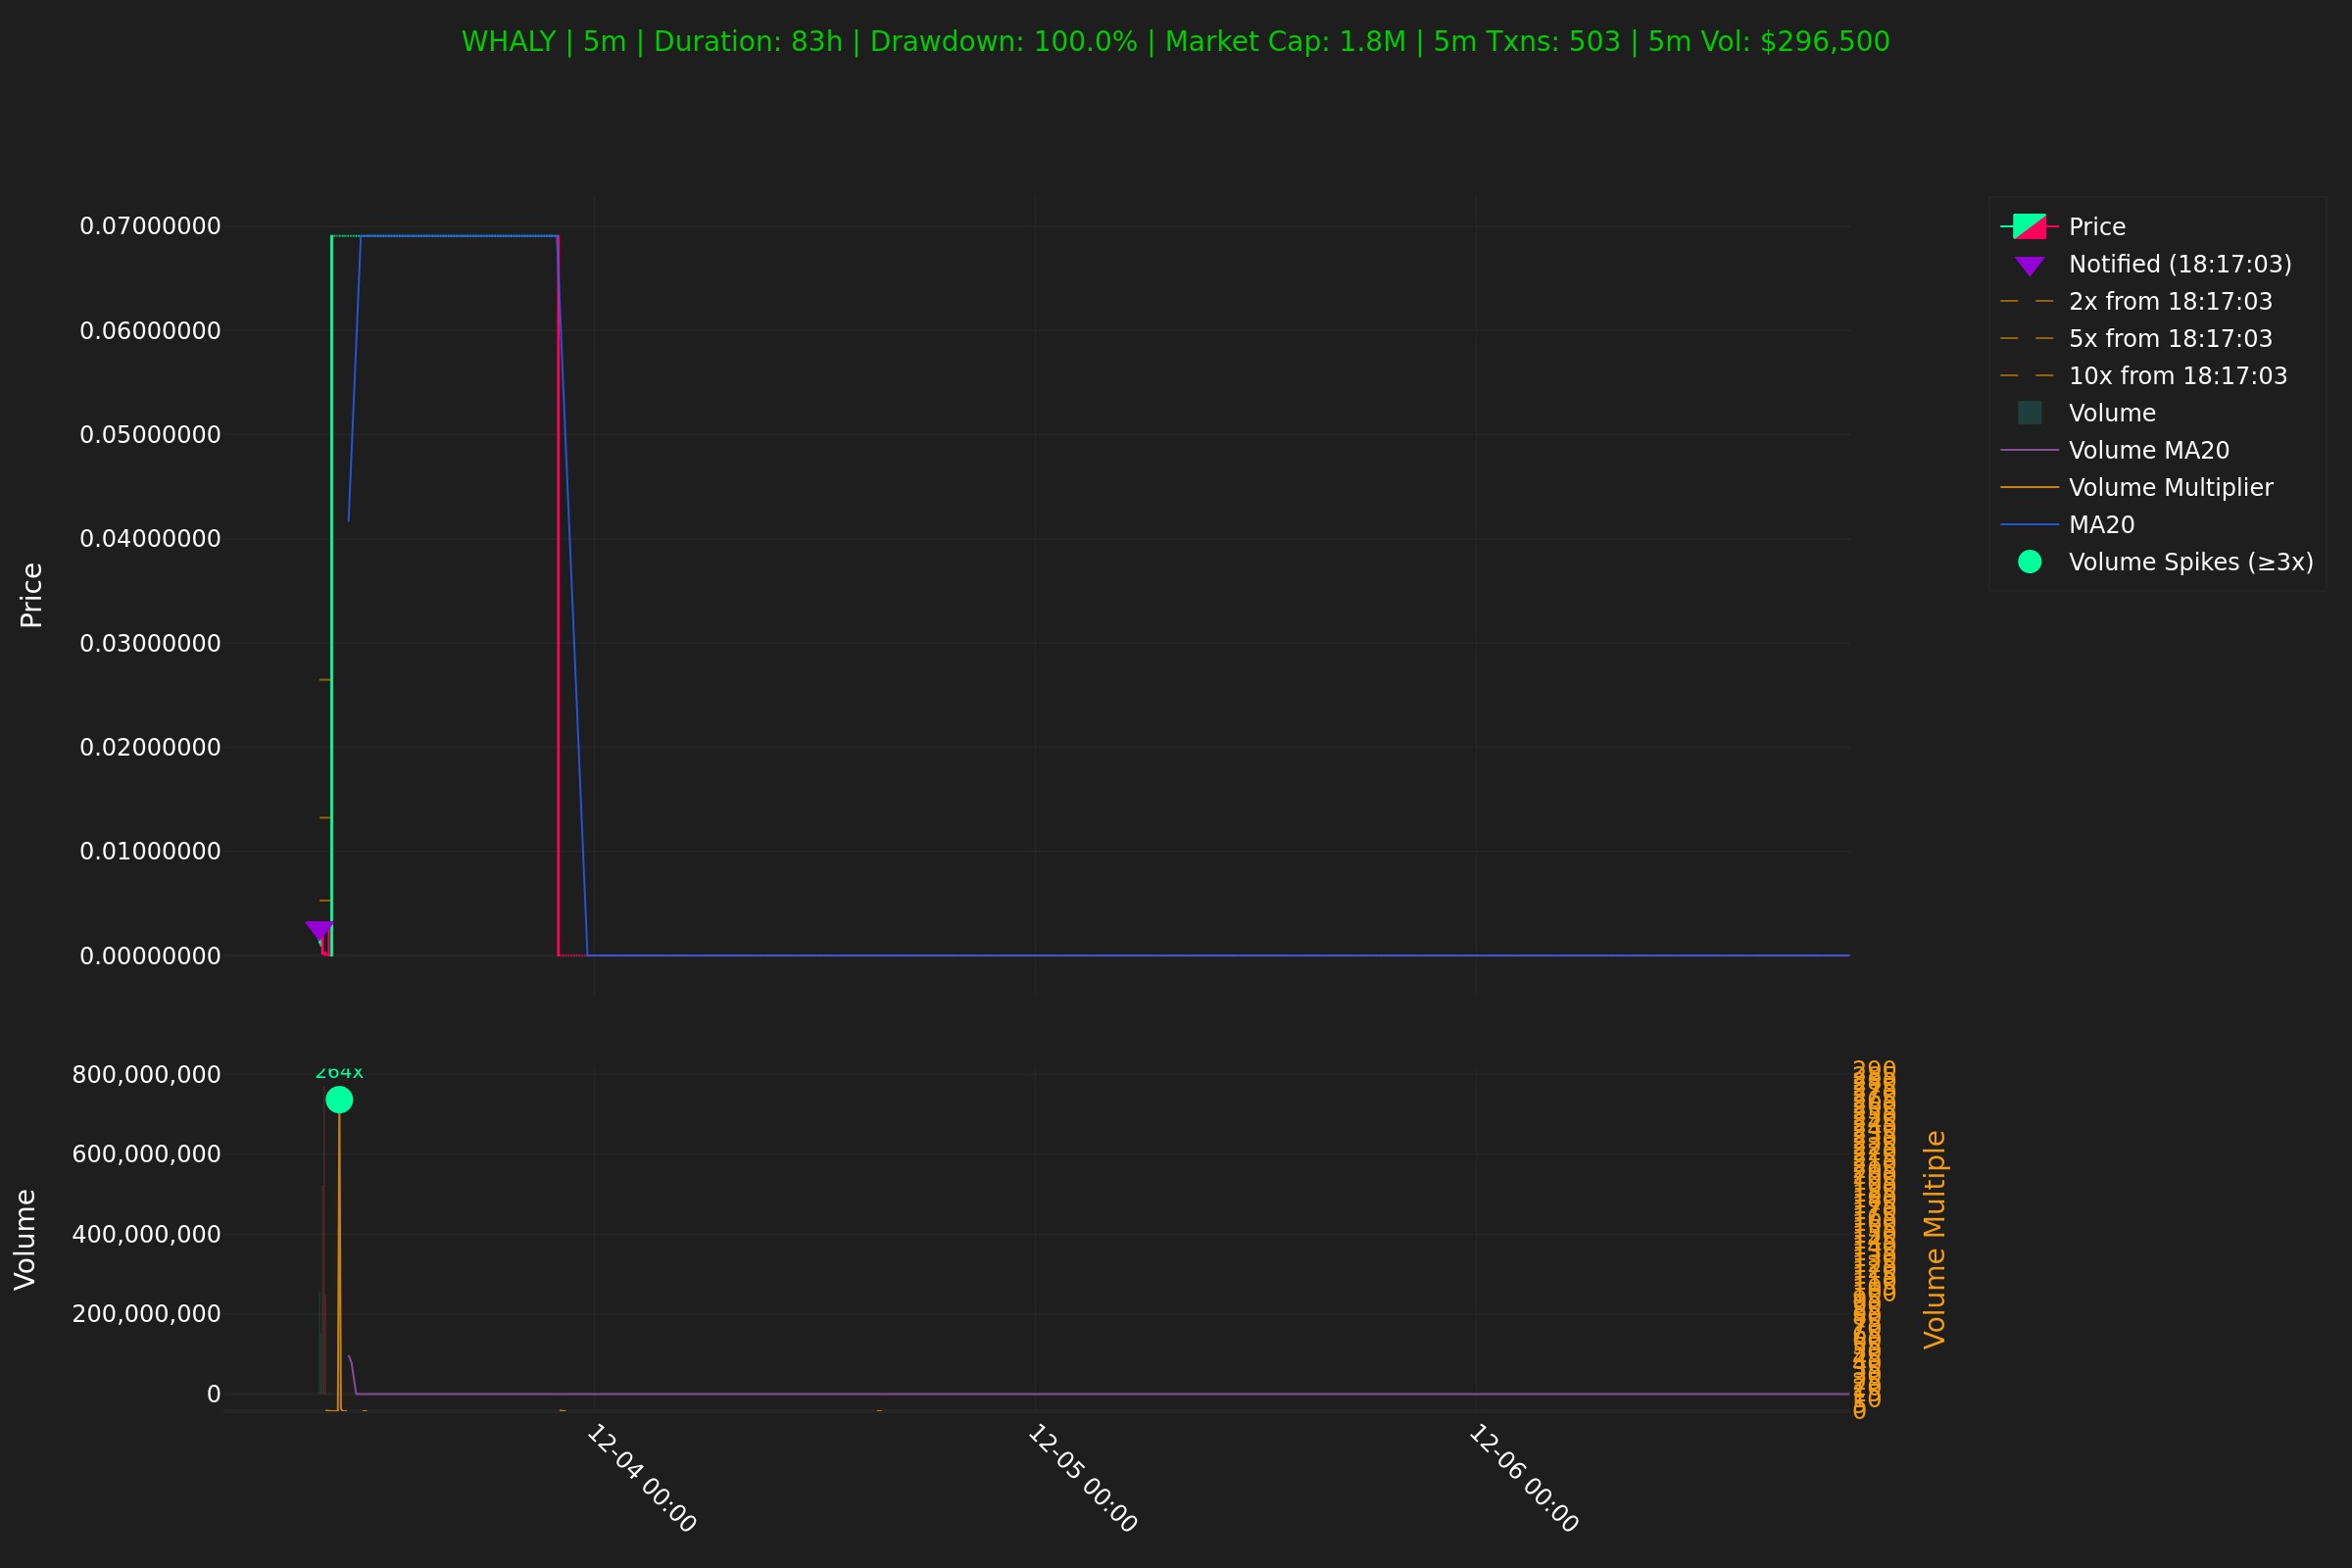 WHALY | 5m | Duration: 83h | Drawdown: 100.0% | Market Cap: 1.8M | 5m Txns: 503 | 5m Vol: $296,500
Price
0.07000000
0.06000000
0.05000000
0.04000000
0.03000000
0.02000000
0.01000000
0.00000000
Price
Notified (18:17:03)
2x from 18:17:03
5x from 18:17:03
10x from 18:17:03
Volume
Volume MA20
Volume Multiplier
MA20
Volume Spikes (≥3x)
Volume
800,000,000
600,000,000
400,000,000
200,000,000
0
264x
Volume Multiple
0
12-04 00:00
12-05 00:00
12-06 00:00